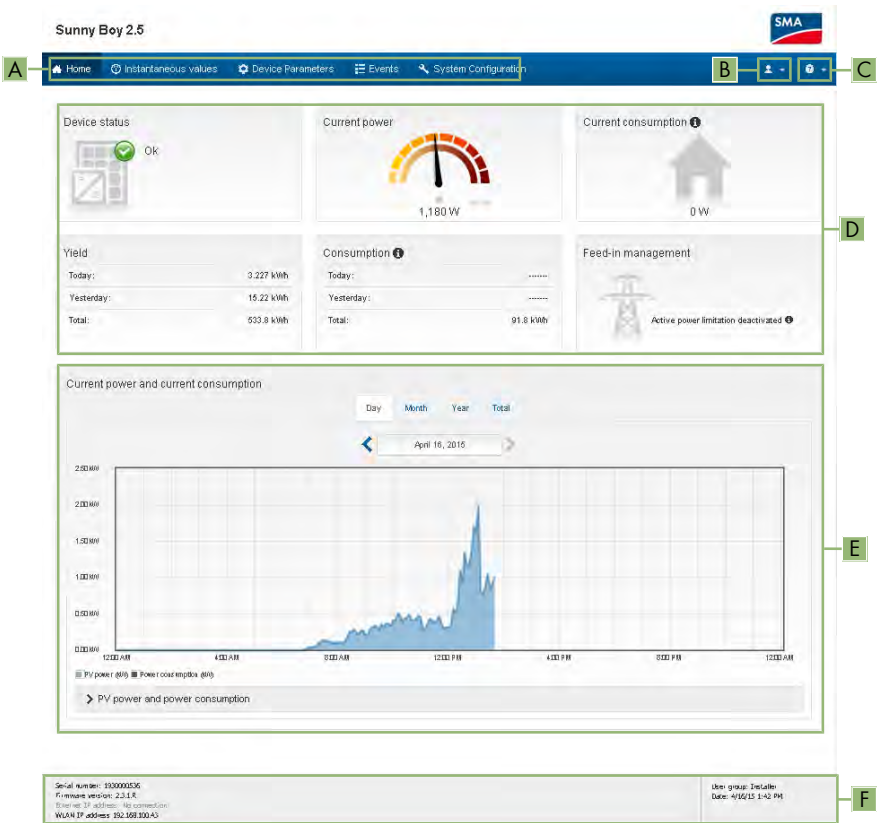 Sunny Boy 2.5
SMA
A
Home Instantaneous values Device Parameters Events System Configuration
B
C
Device status
Ok
Current power
1,180 W
Current consumption
0 W
D
Yield
Today: 3.227 kWh
Yesterday: 15.22 kWh
Total: 533.8 kWh
Consumption
Today: -------
Yesterday: -------
Total: 91.8 kWh
Feed-in management
Active power limitation deactivated
Current power and current consumption
Day Month Year Total
April 16, 2015
2.50 kW
2.00 kW
1.50 kW
1.00 kW
0.50 kW
0.00 kW
12:00 AM 4:00 AM 8:00 AM 12:00 PM 4:00 PM 8:00 PM 12:00 AM
PV power (kW) Power consumption (kW)
PV power and power consumption
E
Serial number: 1930000536
Firmware version: 2.3.1.R
Ethernet IP address: No connection
WLAN IP address: 192.168.100.43
User group: Installer
Date: 4/16/15 1:42 PM
F